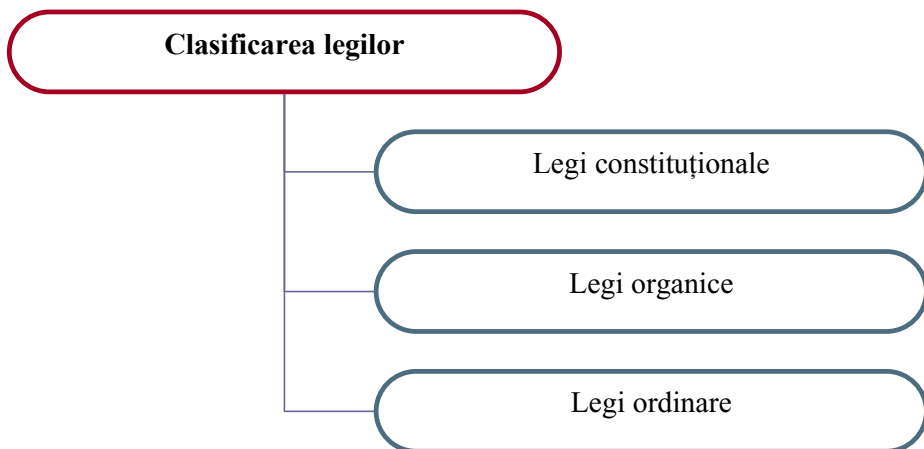 Clasificarea legilor
Legi constituționale
Legi organice
Legi ordinare